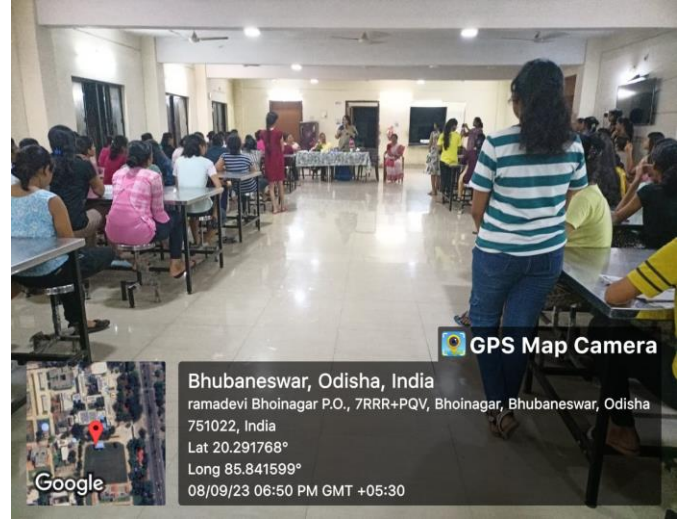 GPS Map Camera
Bhubaneswar, Odisha, India
ramadevi Bhoinagar P.O., 7RRR+PQV, Bhoinagar, Bhubaneswar, Odisha
751022, India
Lat 20.291768°
Long 85.841599°
08/09/23 06:50 PM GMT +05:30
Google